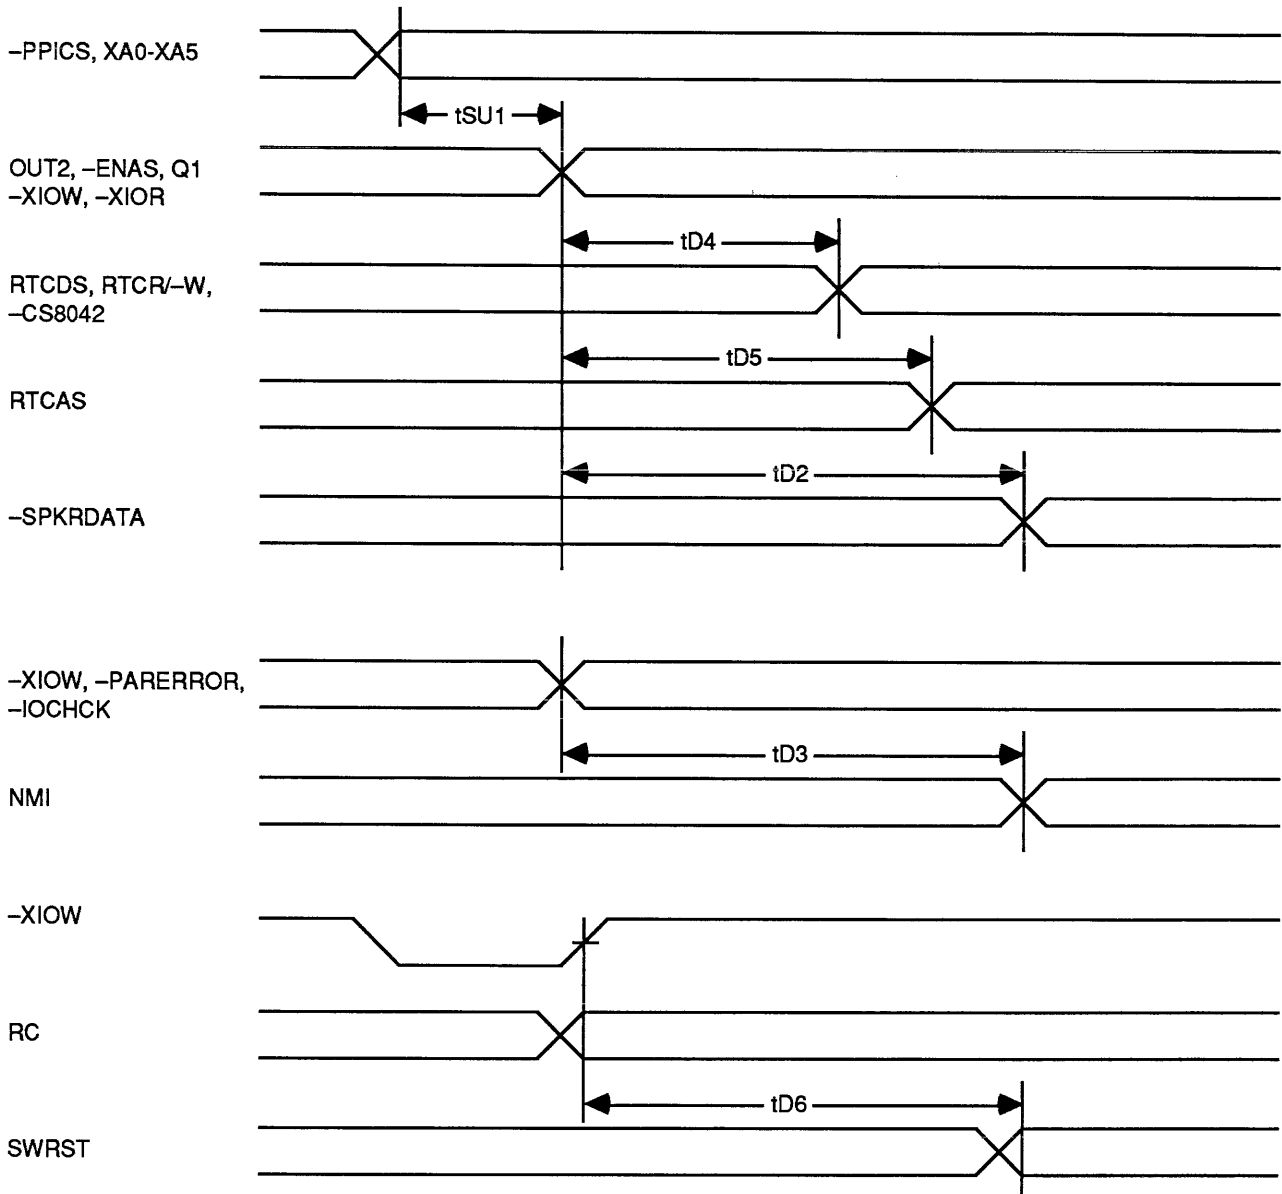 –PPICS, XA0-XA5
tSU1
OUT2, –ENAS, Q1
–XIOW, –XIOR
tD4
RTCDS, RTCR/–W,
–CS8042
tD5
RTCAS
tD2
–SPKRDATA
–XIOW, –PARERROR,
–IOCHCK
tD3
NMI
–XIOW
RC
tD6
SWRST